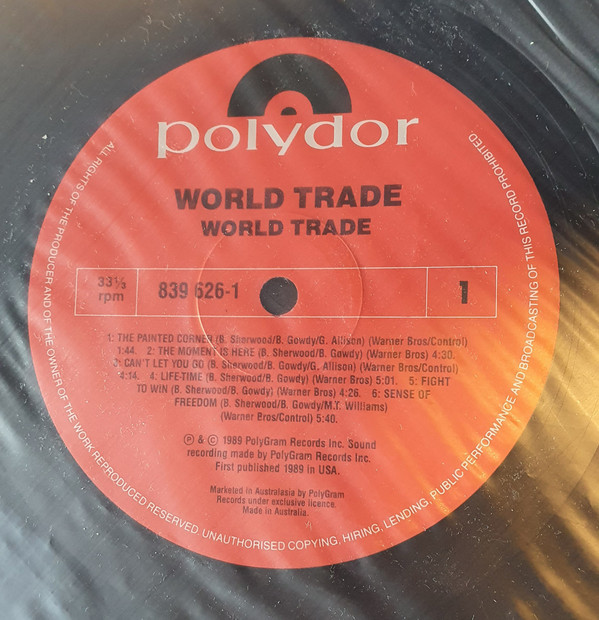 polydor
WORLD TRADE
WORLD TRADE
33⅓ rpm
839 626-1
1
1: THE PAINTED CORNER (B. Sherwood/B. Gowdy/G. Allison) (Warner Bros/Control)
1:44. 2: THE MOMENT IS HERE (B. Sherwood/B. Gowdy) (Warner Bros) 4:30.
3: CAN'T LET YOU GO (B. Sherwood/B. Gowdy/G. Allison) (Warner Bros/Control)
4:14. 4: LIFE-TIME (B. Sherwood/B. Gowdy) (Warner Bros) 5:01. 5: FIGHT
TO WIN (B. Sherwood/B. Gowdy) (Warner Bros) 4:26. 6: SENSE OF
FREEDOM (B. Sherwood/B. Gowdy/M.T. Williams)
(Warner Bros/Control) 5:40.
℗ & © 1989 PolyGram Records Inc. Sound
recording made by PolyGram Records Inc.
First published 1989 in USA.
Marketed in Australasia by PolyGram
Records under exclusive licence.
Made in Australia.
ALL RIGHTS OF THE PRODUCER AND OF THE OWNER OF THE WORK REPRODUCED RESERVED. UNAUTHORISED COPYING, HIRING, LENDING, PUBLIC PERFORMANCE AND BROADCASTING OF THIS RECORD PROHIBITED